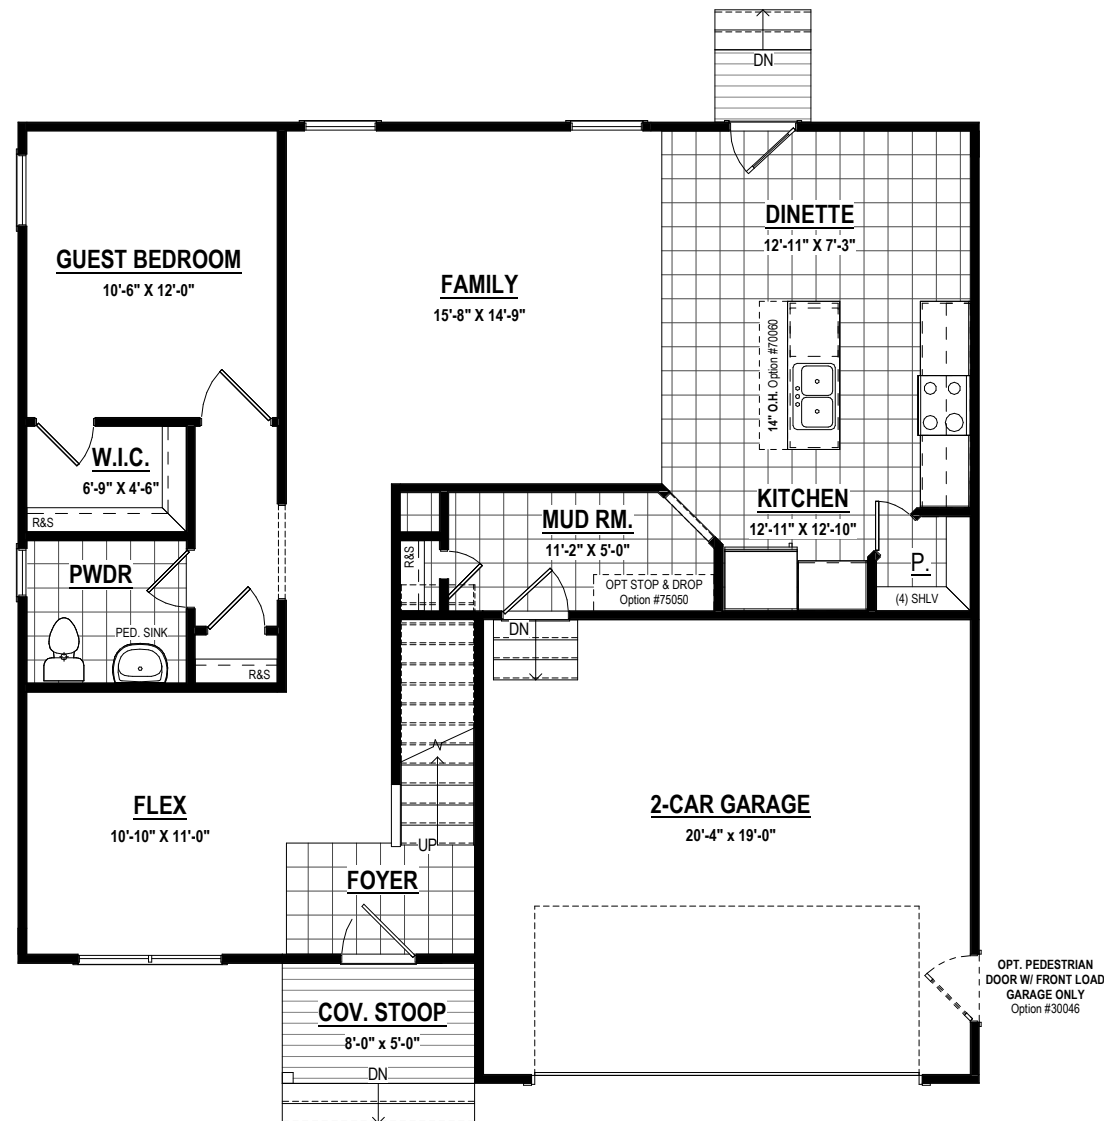 DN
DINETTE
12'-11" X 7'-3"
GUEST BEDROOM
10'-6" X 12'-0"
FAMILY
15'-8" X 14'-9"
14" O.H. Option #70060
W.I.C.
6'-9" X 4'-6"
R&S
KITCHEN
12'-11" X 12'-10"
MUD RM.
11'-2" X 5'-0"
R&S
OPT STOP & DROP
Option #75050
P.
(4) SHLV
PWDR
PED. SINK
R&S
DN
FLEX
10'-10" X 11'-0"
2-CAR GARAGE
20'-4" x 19'-0"
UP
FOYER
OPT. PEDESTRIAN
DOOR W/ FRONT LOAD
GARAGE ONLY
Option #30046
COV. STOOP
8'-0" x 5'-0"
DN